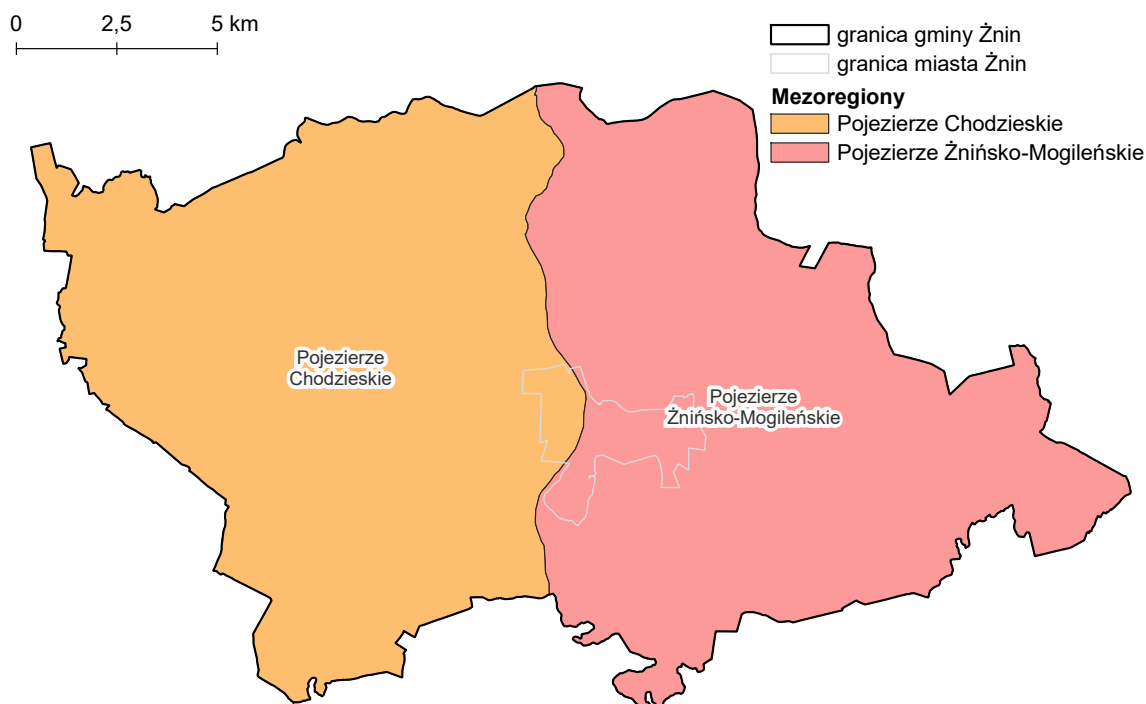 0 2,5 5 km
granica gminy Żnin
granica miasta Żnin
Mezoregiony
Pojezierze Chodzieskie
Pojezierze Żnińsko-Mogileńskie
Pojezierze
Chodzieskie
Pojezierze
Żnińsko-Mogileńskie